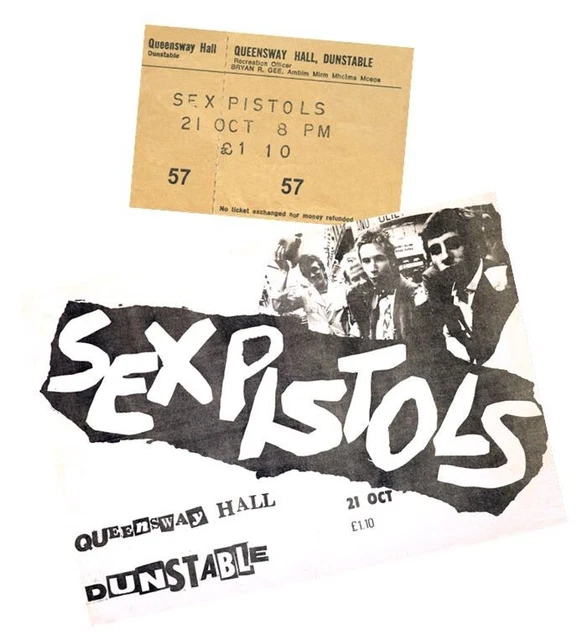 Queensway Hall
Dunstable
QUEENSWAY HALL, DUNSTABLE
Recreation Officer
BRYAN R. GEE,
SEX PISTOLS
21 OCT 8 PM
£1 10
57
57
No ticket exchanged nor money refunded
SEX PISTOLS
QUEENSWAY HALL
21 OCT
£1.10
DUNSTABLE